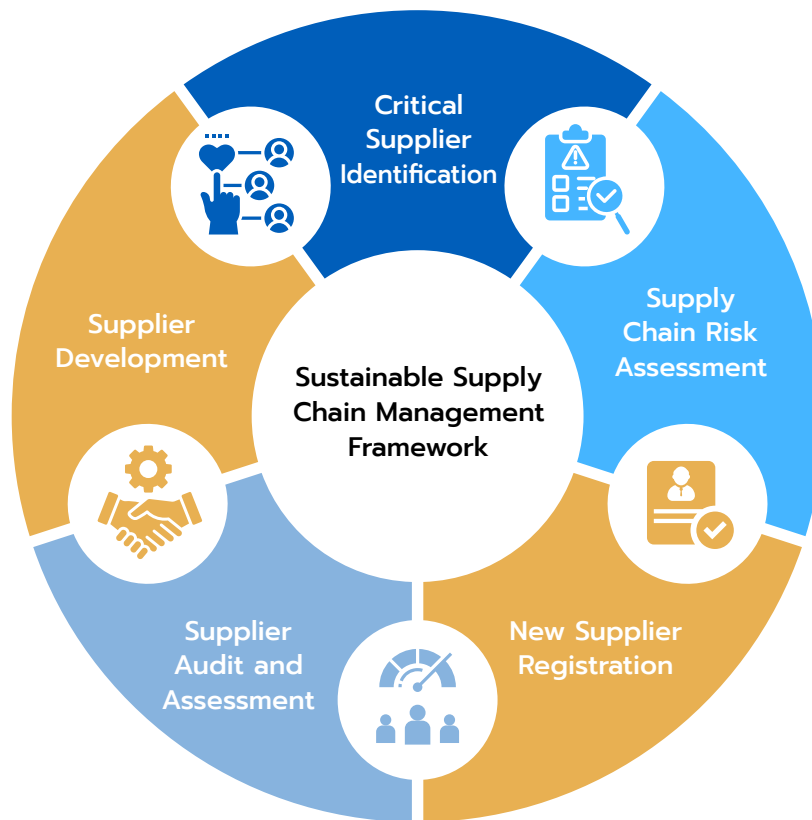 Critical
Supplier
Identification
Supply
Chain Risk
Assessment
New Supplier
Registration
Supplier
Audit and
Assessment
Supplier
Development
Sustainable Supply
Chain Management
Framework